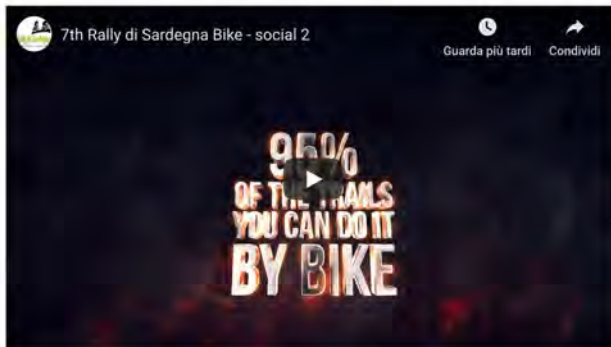 7th Rally di Sardegna Bike - social 2
Guarda più tardi
Condividi
95%
OF THE TRAILS
YOU CAN DO IT
BY BIKE